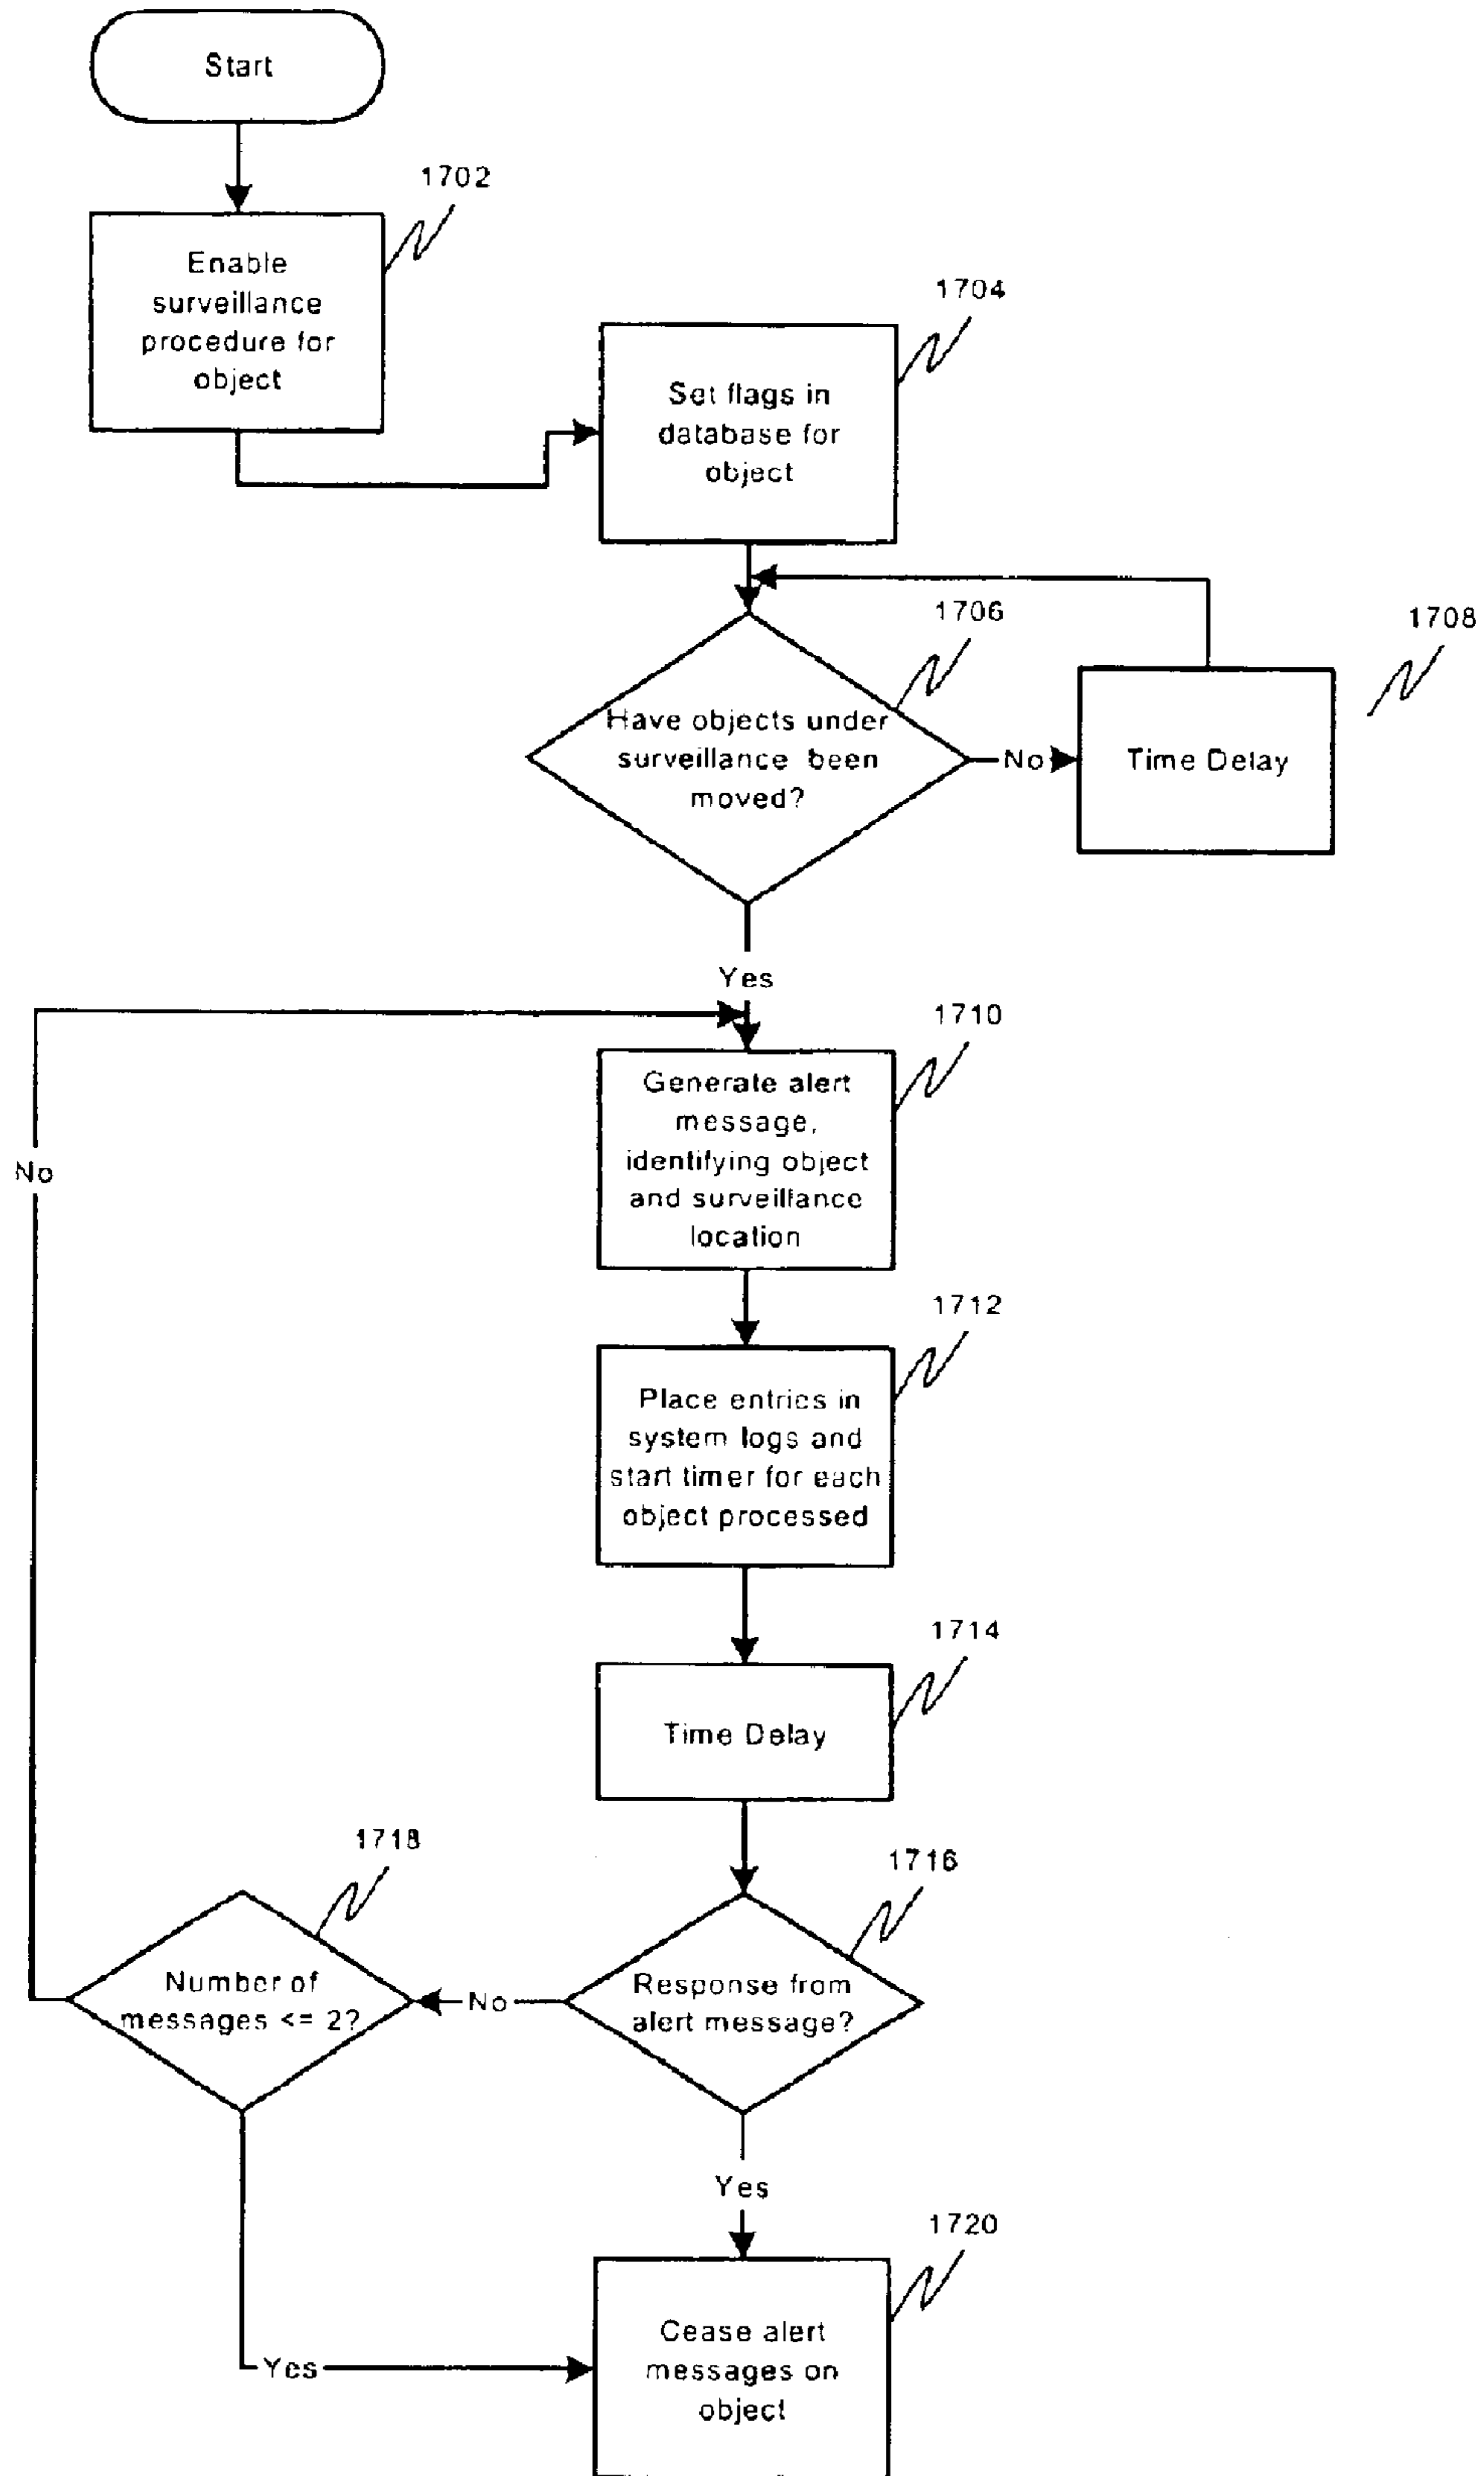 Start
1702
Enable
surveillance
procedure for
object
1704
Set flags in
database for
object
1706
Have objects under
surveillance been
moved?
No
1708
Time Delay
Yes
1710
Generate alert
message,
identifying object
and surveillance
location
No
1712
Place entries in
system logs and
start timer for each
object processed
1714
Time Delay
1716
Response from
alert message?
No
1718
Number of
messages <= 2?
Yes
Yes
1720
Cease alert
messages on
object